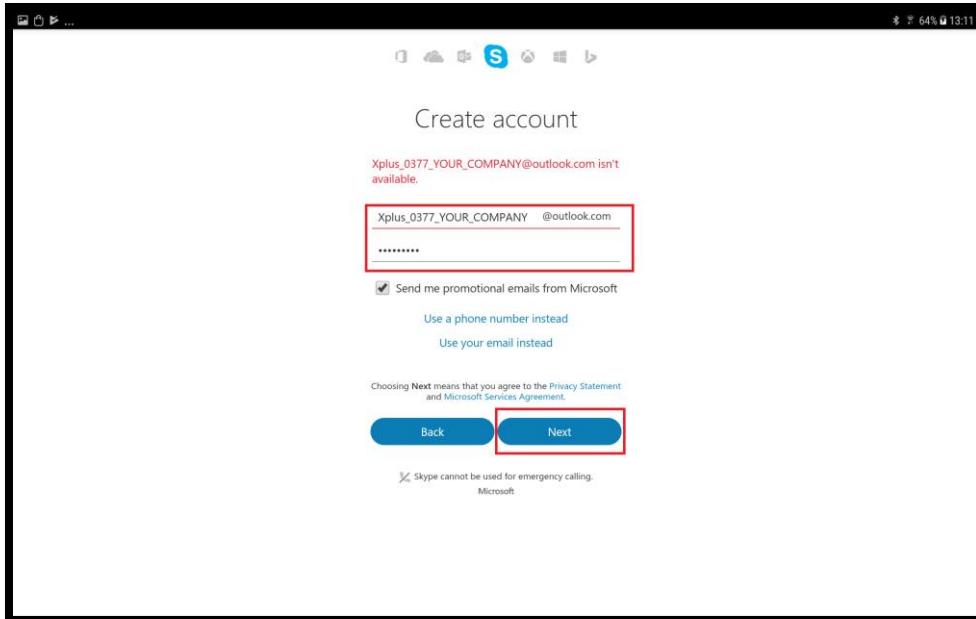 ... 64% 13:11
S
Create account
Xplus_0377_YOUR_COMPANY@outlook.com isn't
available.
Xplus_0377_YOUR_COMPANY @outlook.com
•••••••••
Send me promotional emails from Microsoft
Use a phone number instead
Use your email instead
Choosing Next means that you agree to the Privacy Statement
and Microsoft Services Agreement.
Back Next
Skype cannot be used for emergency calling.
Microsoft